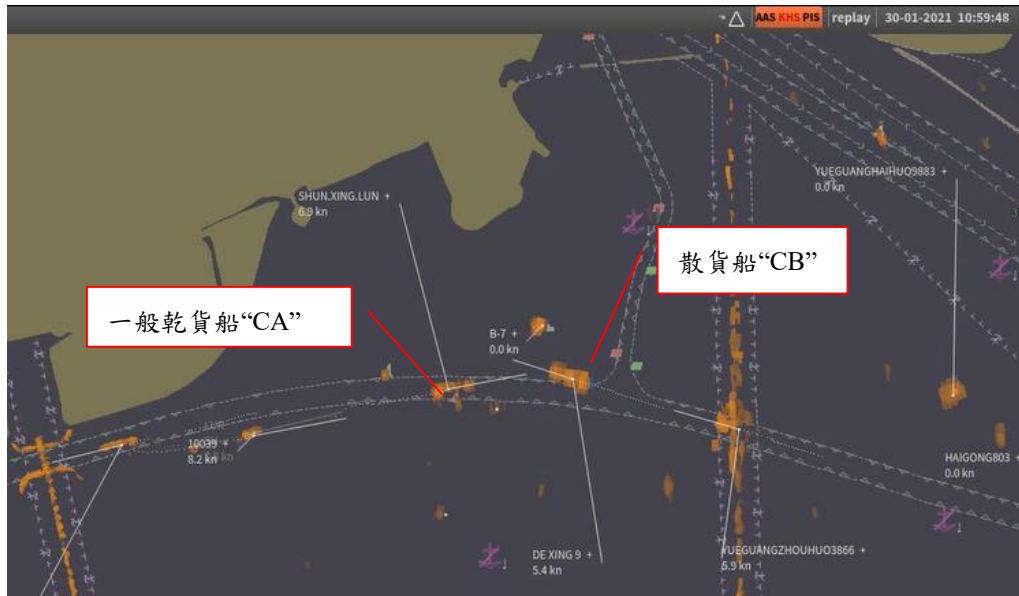 AAS KHS PIS replay 30-01-2021 10:59:48
YUEGUANGHAIHUO9883 +
0.0 kn
SHUN.XING.LUN +
6.9 kn
散貨船“CB”
一般乾貨船“CA”
B-7 +
0.0 kn
10039 +
8.2 kn
HAIGONG803 +
0.0 kn
DE XING 9 +
5.4 kn
YUEGUANGZHOUHUO3866 +
5.9 kn